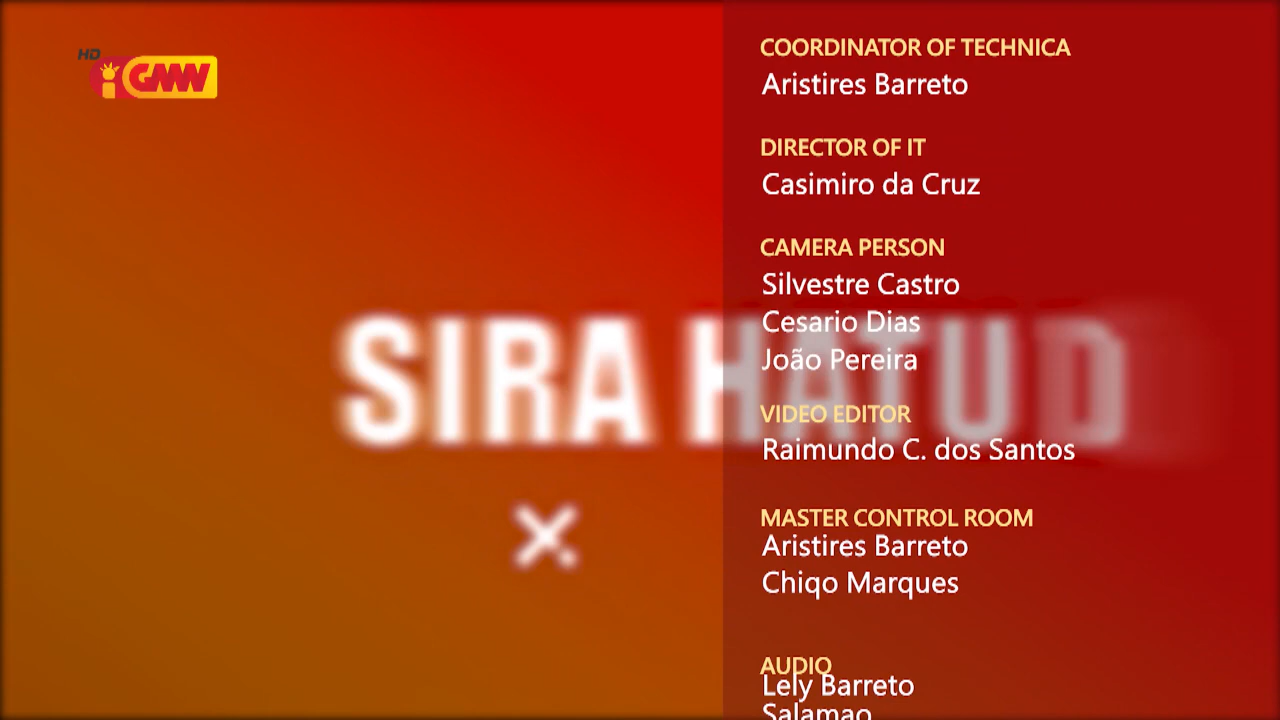 HD
GMN
SIRA HATUD
COORDINATOR OF TECHNICA
Aristires Barreto
DIRECTOR OF IT
Casimiro da Cruz
CAMERA PERSON
Silvestre Castro
Cesario Dias
João Pereira
VIDEO EDITOR
Raimundo C. dos Santos
MASTER CONTROL ROOM
Aristires Barreto
Chiqo Marques
AUDIO
Lely Barreto
Salamao